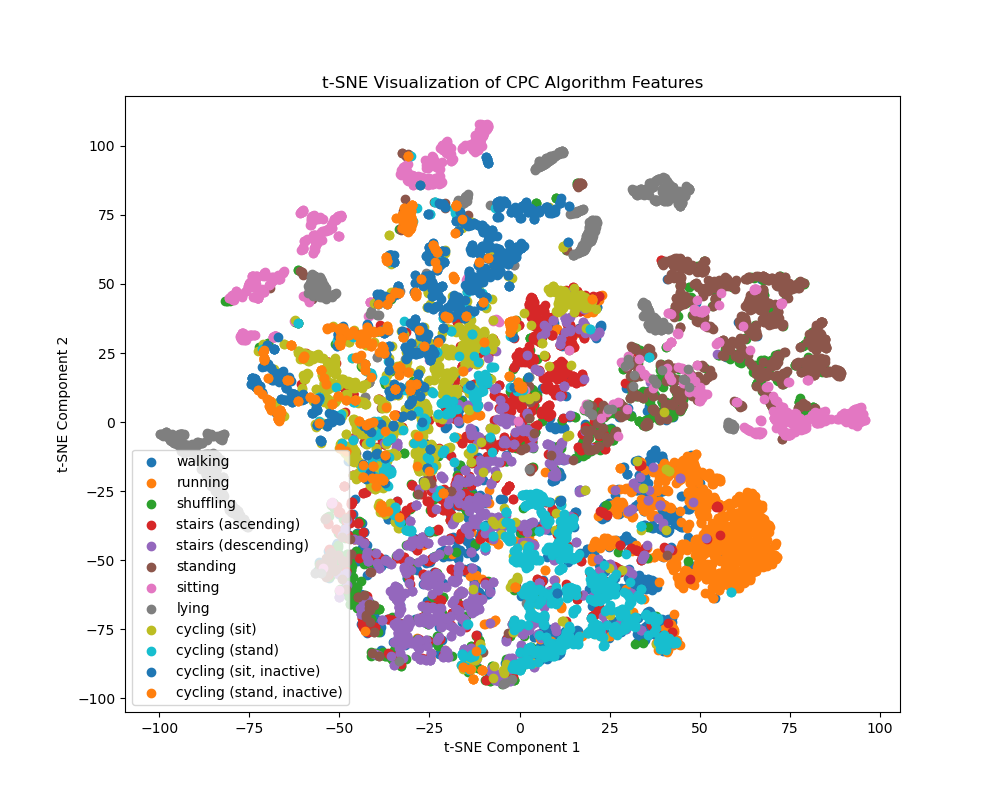 t-SNE Visualization of CPC Algorithm Features
t-SNE Component 2
100
75
50
25
0
−25
−50
−75
−100
walking
running
shuffling
stairs (ascending)
stairs (descending)
standing
sitting
lying
cycling (sit)
cycling (stand)
cycling (sit, inactive)
cycling (stand, inactive)
−100 −75 −50 −25 0 25 50 75 100
t-SNE Component 1